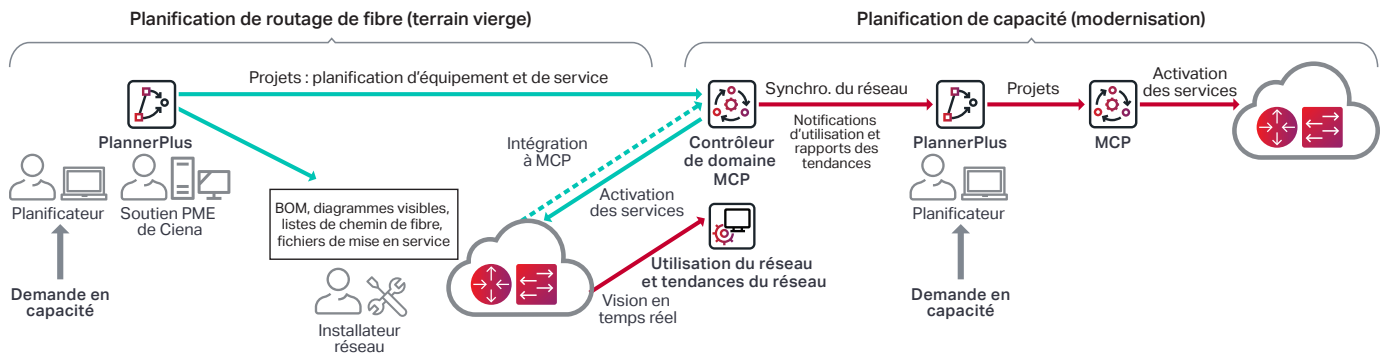 Planification de routage de fibre (terrain vierge)
Planification de capacité (modernisation)
Projets : planification d'équipement et de service
PlannerPlus
Planificateur
Soutien PME
de Ciena
Demande en
capacité
BOM, diagrammes visibles,
listes de chemin de fibre,
fichiers de mise en service
Installateur
réseau
Intégration
à MCP
Activation
des services
Contrôleur
de domaine
MCP
Utilisation du réseau
et tendances du réseau
Vision en
temps réel
Synchro. du réseau
Notifications
d'utilisation et
rapports des
tendances
PlannerPlus
Planificateur
Demande en
capacité
Projets
MCP
Activation
des services